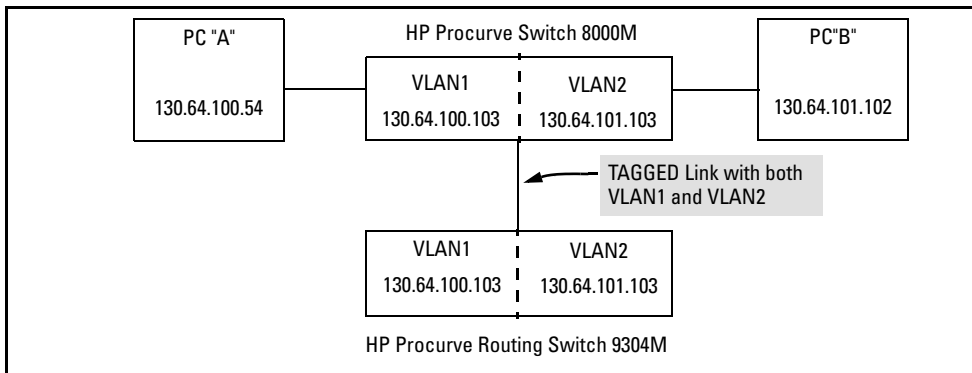 PC "A"
130.64.100.54
HP Procurve Switch 8000M
VLAN1
130.64.100.103
VLAN2
130.64.101.103
PC"B"
130.64.101.102
TAGGED Link with both
VLAN1 and VLAN2
VLAN1
130.64.100.103
VLAN2
130.64.101.103
HP Procurve Routing Switch 9304M